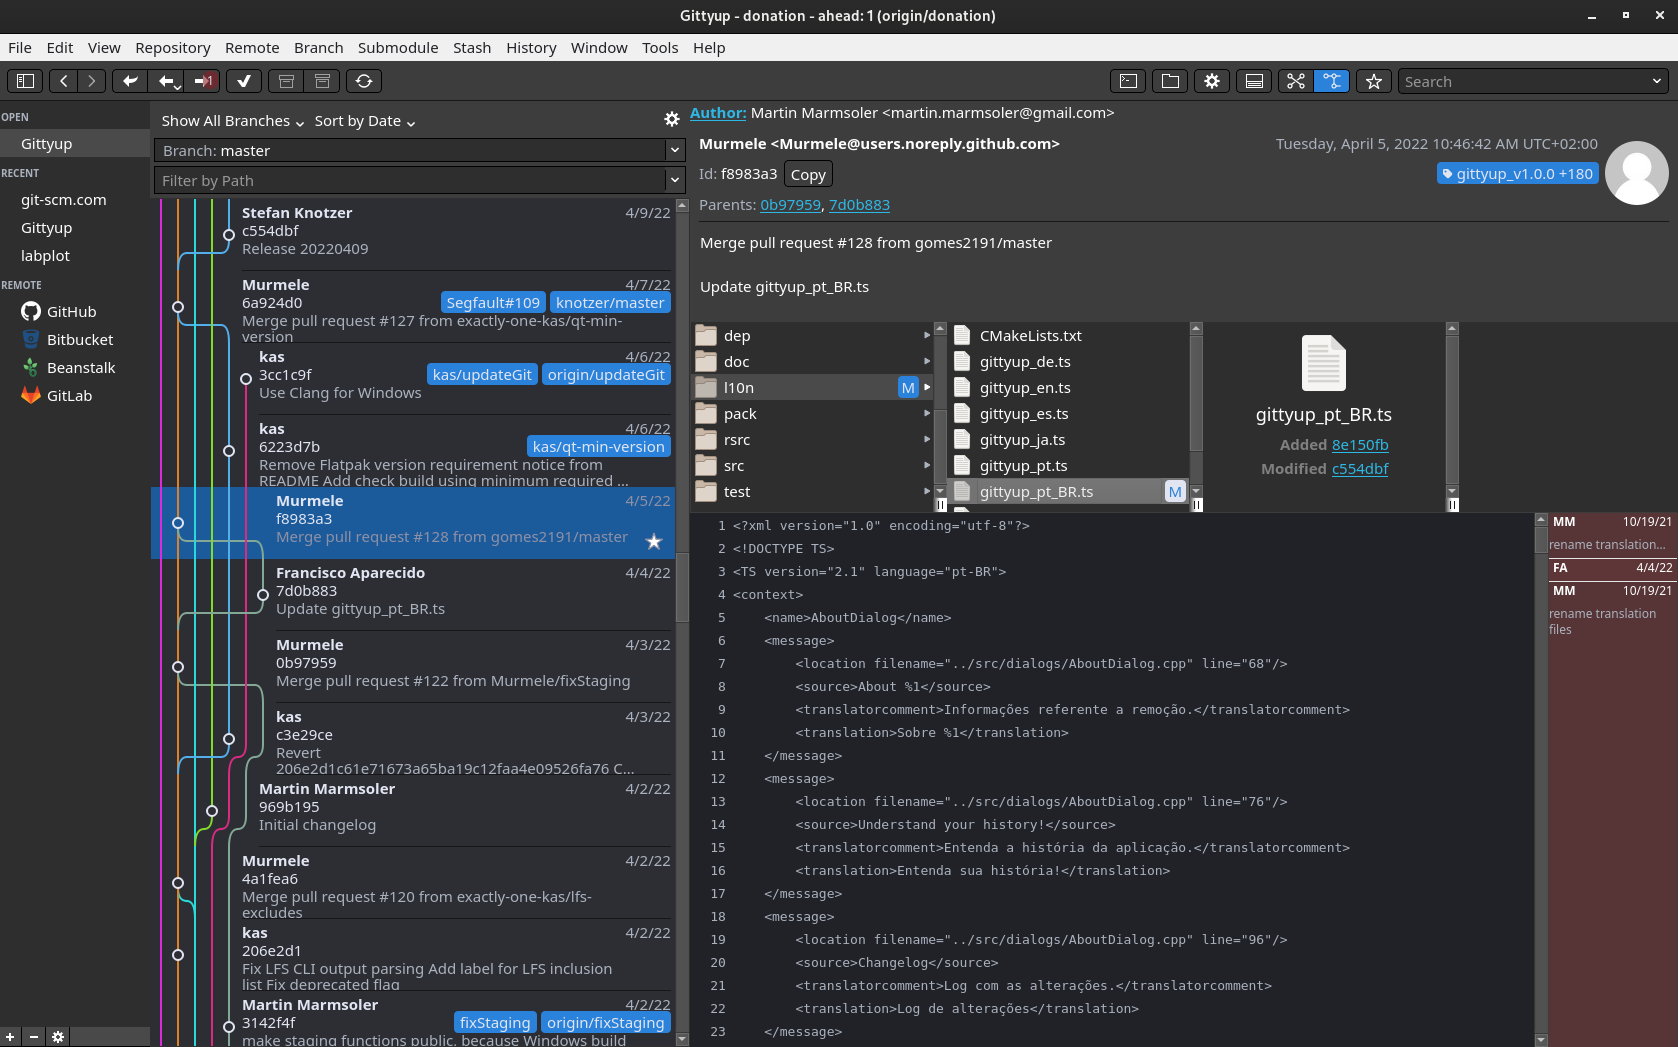 Gittyup - donation - ahead: 1 (origin/donation)
File Edit View Repository Remote Branch Submodule Stash History Window Tools Help
1
Search
OPEN
Gittyup
RECENT
git-scm.com
Gittyup
labplot
REMOTE
GitHub
Bitbucket
Beanstalk
GitLab
Show All Branches Sort by Date
Branch: master
Filter by Path
Stefan Knotzer 4/9/22
c554dbf
Release 20220409
Murmele 4/7/22
6a924d0 Segfault#109 knotzer/master
Merge pull request #127 from exactly-one-kas/qt-min-
version
kas 4/6/22
3cc1c9f kas/updateGit origin/updateGit
Use Clang for Windows
kas 4/6/22
6223d7b kas/qt-min-version
Remove Flatpak version requirement notice from
README Add check build using minimum required ...
Murmele 4/5/22
f8983a3
Merge pull request #128 from gomes2191/master
Francisco Aparecido 4/4/22
7d0b883
Update gittyup_pt_BR.ts
Murmele 4/3/22
0b97959
Merge pull request #122 from Murmele/fixStaging
kas 4/3/22
c3e29ce
Revert
206e2d1c61e71673a65ba19c12faa4e09526fa76 C...
Martin Marmsoler 4/2/22
969b195
Initial changelog
Murmele 4/2/22
4a1fea6
Merge pull request #120 from exactly-one-kas/lfs-
excludes
kas 4/2/22
206e2d1
Fix LFS CLI output parsing Add label for LFS inclusion
list Fix deprecated flag
Martin Marmsoler 4/2/22
3142f4f fixStaging origin/fixStaging
make staging functions public, because Windows build
Author: Martin Marmsoler <martin.marmsoler@gmail.com>
Murmele <Murmele@users.noreply.github.com> Tuesday, April 5, 2022 10:46:42 AM UTC+02:00
Id: f8983a3 Copy gittyup_v1.0.0 +180
Parents: 0b97959, 7d0b883
Merge pull request #128 from gomes2191/master
Update gittyup_pt_BR.ts
dep
doc
l10n M
pack
rsrc
src
test
CMakeLists.txt
gittyup_de.ts
gittyup_en.ts
gittyup_es.ts
gittyup_ja.ts
gittyup_pt.ts
gittyup_pt_BR.ts M
gittyup_pt_BR.ts
Added 8e150fb
Modified c554dbf
1 <?xml version="1.0" encoding="utf-8"?>
2 <!DOCTYPE TS>
3 <TS version="2.1" language="pt-BR">
4 <context>
5 <name>AboutDialog</name>
6 <message>
7 <location filename="../src/dialogs/AboutDialog.cpp" line="68"/>
8 <source>About %1</source>
9 <translatorcomment>Informações referente a remoção.</translatorcomment>
10 <translation>Sobre %1</translation>
11 </message>
12 <message>
13 <location filename="../src/dialogs/AboutDialog.cpp" line="76"/>
14 <source>Understand your history!</source>
15 <translatorcomment>Entenda a história da aplicação.</translatorcomment>
16 <translation>Entenda sua história!</translation>
17 </message>
18 <message>
19 <location filename="../src/dialogs/AboutDialog.cpp" line="96"/>
20 <source>Changelog</source>
21 <translatorcomment>Log com as alterações.</translatorcomment>
22 <translation>Log de alterações</translation>
23 </message>
MM 10/19/21
rename translation...
FA 4/4/22
MM 10/19/21
rename translation
files